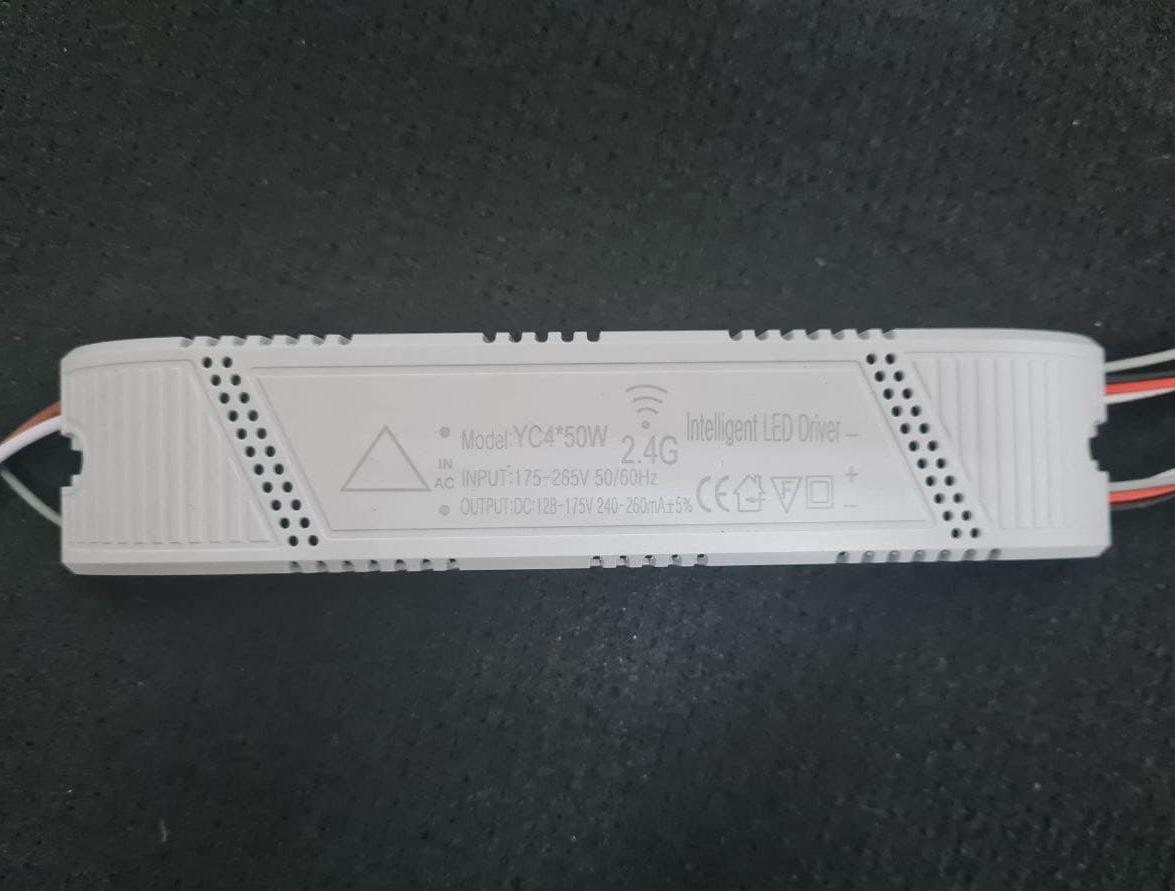 Model:YC4*50W
2.4G
Intelligent LED Driver
IN
AC
INPUT:175-265V 50/60Hz
OUTPUT:DC:128-175V 240-260mA±5%
CE
F
−
+
−